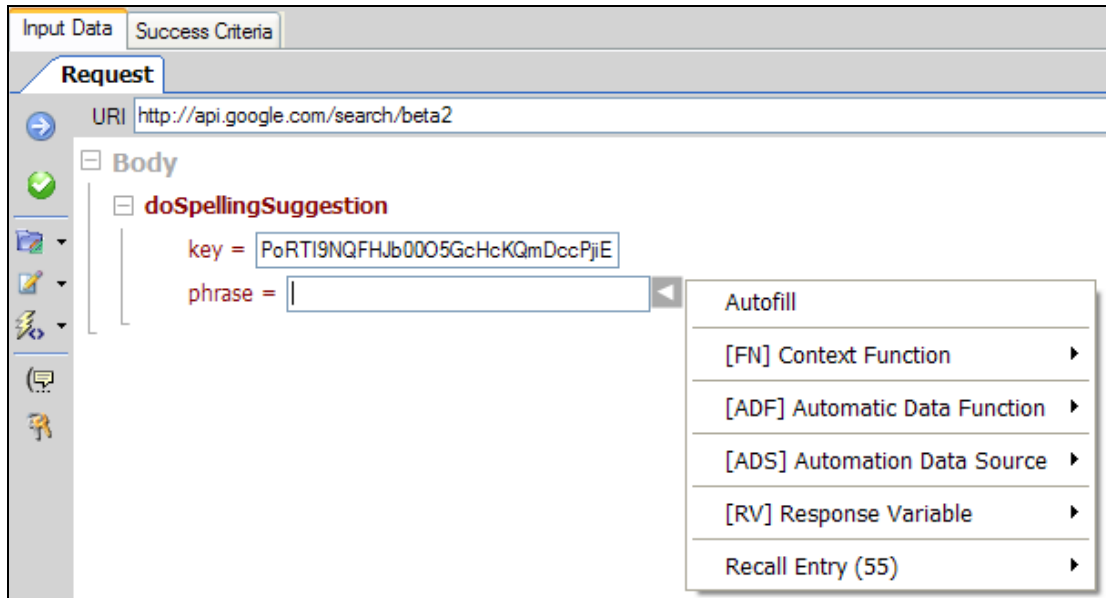 Input Data Success Criteria
Request
URI http://api.google.com/search/beta2
Body
doSpellingSuggestion
key = PoRTI9NQFHJb00O5GcHcKQmDccPjiE
phrase =
Autofill
[FN] Context Function
[ADF] Automatic Data Function
[ADS] Automation Data Source
[RV] Response Variable
Recall Entry (55)